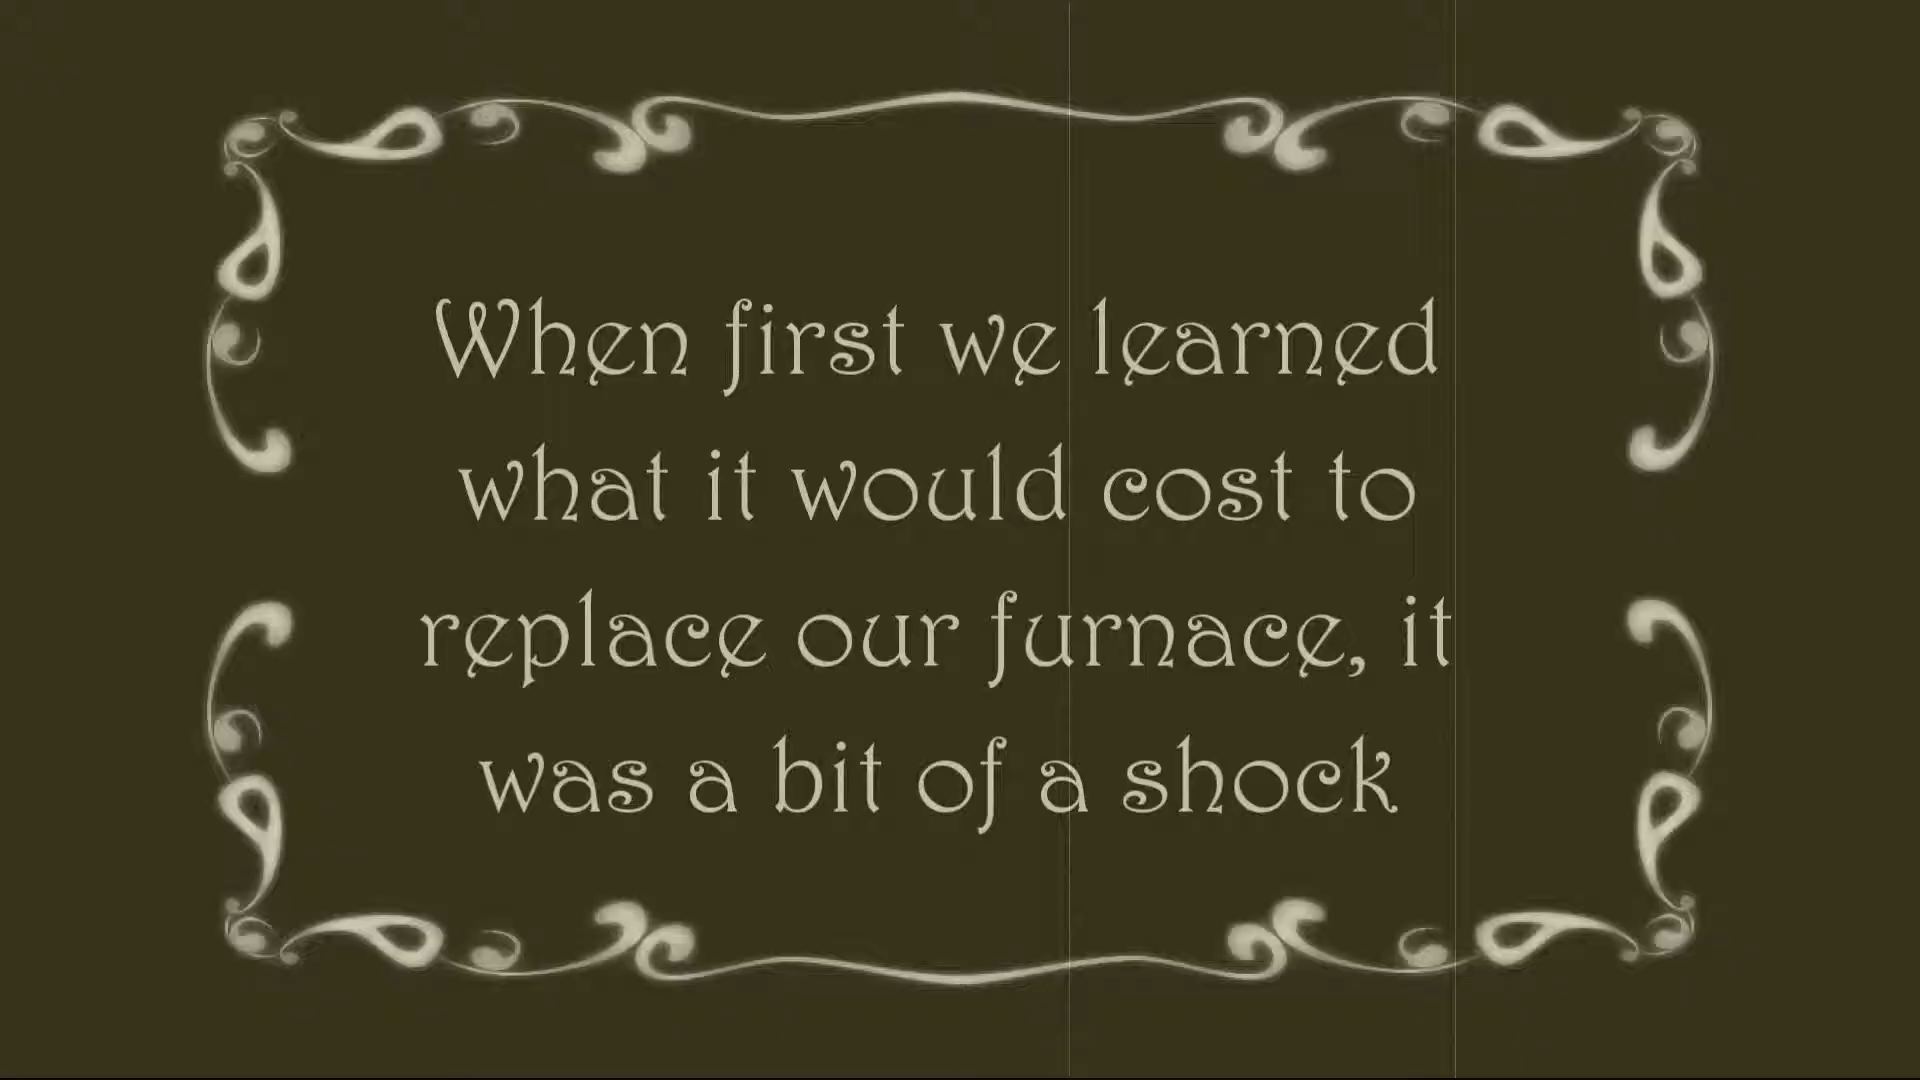 When first we learned
what it would cost to
replace our furnace, it
was a bit of a shock